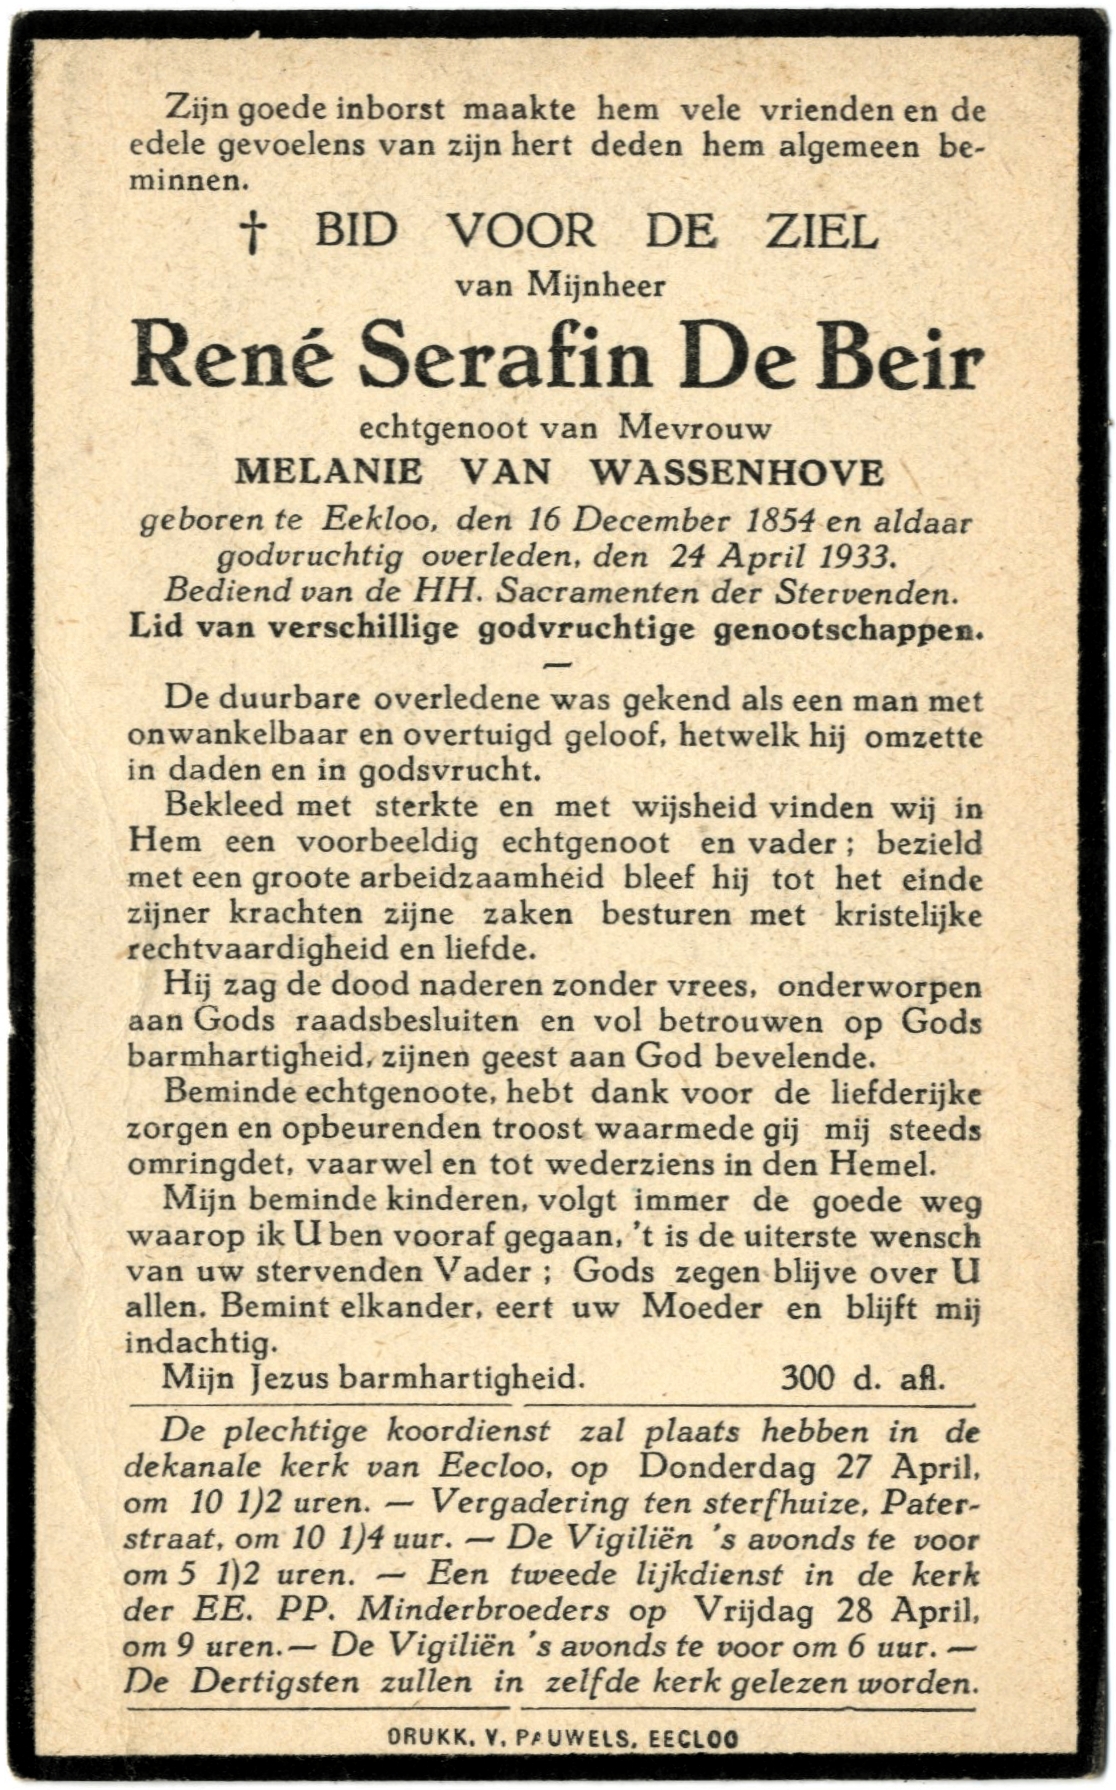 Zijn goede inborst maakte hem vele vrienden en de
edele gevoelens van zijn hert deden hem algemeen be-
minnen.
† BID VOOR DE ZIEL
van Mijnheer
René Serafin De Beir
echtgenoot van Mevrouw
MELANIE VAN WASSENHOVE
geboren te Eekloo, den 16 December 1854 en aldaar
godvruchtig overleden, den 24 April 1933.
Bediend van de HH. Sacramenten der Stervenden.
Lid van verschillige godvruchtige genootschappen.
—
De duurbare overledene was gekend als een man met
onwankelbaar en overtuigd geloof, hetwelk hij omzette
in daden en in godsvrucht.
Bekleed met sterkte en met wijsheid vinden wij in
Hem een voorbeeldig echtgenoot en vader ; bezield
met een groote arbeidzaamheid bleef hij tot het einde
zijner krachten zijne zaken besturen met kristelijke
rechtvaardigheid en liefde.
Hij zag de dood naderen zonder vrees, onderworpen
aan Gods raadsbesluiten en vol betrouwen op Gods
barmhartigheid, zijnen geest aan God bevelende.
Beminde echtgenoote, hebt dank voor de liefderijke
zorgen en opbeurenden troost waarmede gij mij steeds
omringdet, vaarwel en tot wederziens in den Hemel.
Mijn beminde kinderen, volgt immer de goede weg
waarop ik U ben vooraf gegaan, 't is de uiterste wensch
van uw stervenden Vader ; Gods zegen blijve over U
allen. Bemint elkander, eert uw Moeder en blijft mij
indachtig.
Mijn Jezus barmhartigheid. 300 d. afl.
De plechtige koordienst zal plaats hebben in de
dekanale kerk van Eecloo, op Donderdag 27 April,
om 10 1)2 uren. — Vergadering ten sterfhuize, Pater-
straat, om 10 1)4 uur. — De Vigiliën 's avonds te voor
om 5 1)2 uren. — Een tweede lijkdienst in de kerk
der EE. PP. Minderbroeders op Vrijdag 28 April,
om 9 uren. — De Vigiliën 's avonds te voor om 6 uur. —
De Dertigsten zullen in zelfde kerk gelezen worden.
DRUKK. V. PAUWELS, EECLOO